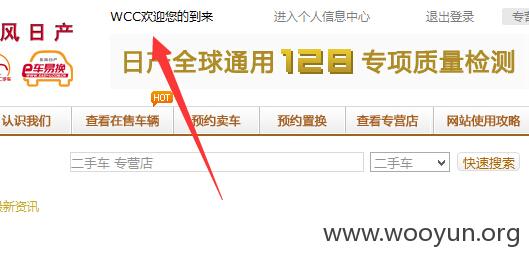 WCC欢迎您的到来 进入个人信息中心 退出登录
风日产
e车易换
日产全球通用128专项质量检测
HOT
认识我们 查看在售车辆 预约卖车 预约置换 查看专营店 网站使用攻略
二手车 专营店 二手车 快速搜索
最新资讯
www.wooyun.org